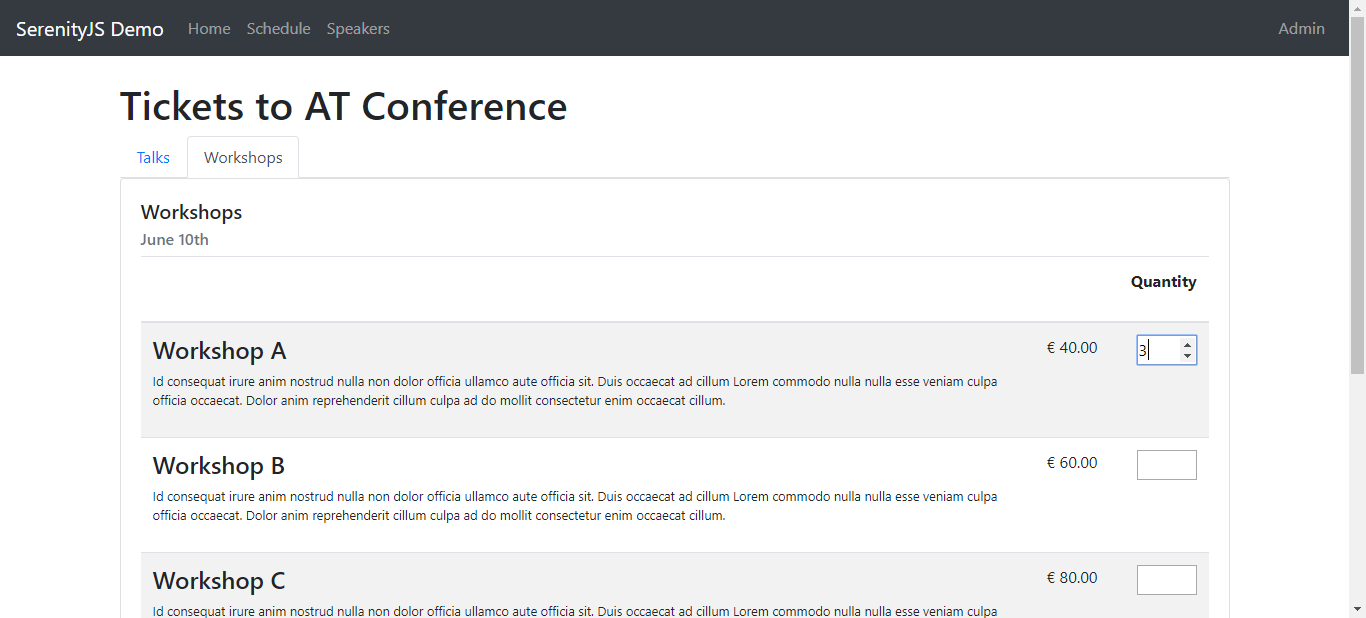 SerenityJS Demo Home Schedule Speakers Admin
Tickets to AT Conference
Talks Workshops
Workshops
June 10th
Quantity
Workshop A € 40.00 3
Id consequat irure anim nostrud nulla non dolor officia ullamco aute officia sit. Duis occaecat ad cillum Lorem commodo nulla nulla esse veniam culpa
officia occaecat. Dolor anim reprehenderit cillum culpa ad do mollit consectetur enim occaecat cillum.
Workshop B € 60.00
Id consequat irure anim nostrud nulla non dolor officia ullamco aute officia sit. Duis occaecat ad cillum Lorem commodo nulla nulla esse veniam culpa
officia occaecat. Dolor anim reprehenderit cillum culpa ad do mollit consectetur enim occaecat cillum.
Workshop C € 80.00
Id consequat irure anim nostrud nulla non dolor officia ullamco aute officia sit. Duis occaecat ad cillum Lorem commodo nulla nulla esse veniam culpa